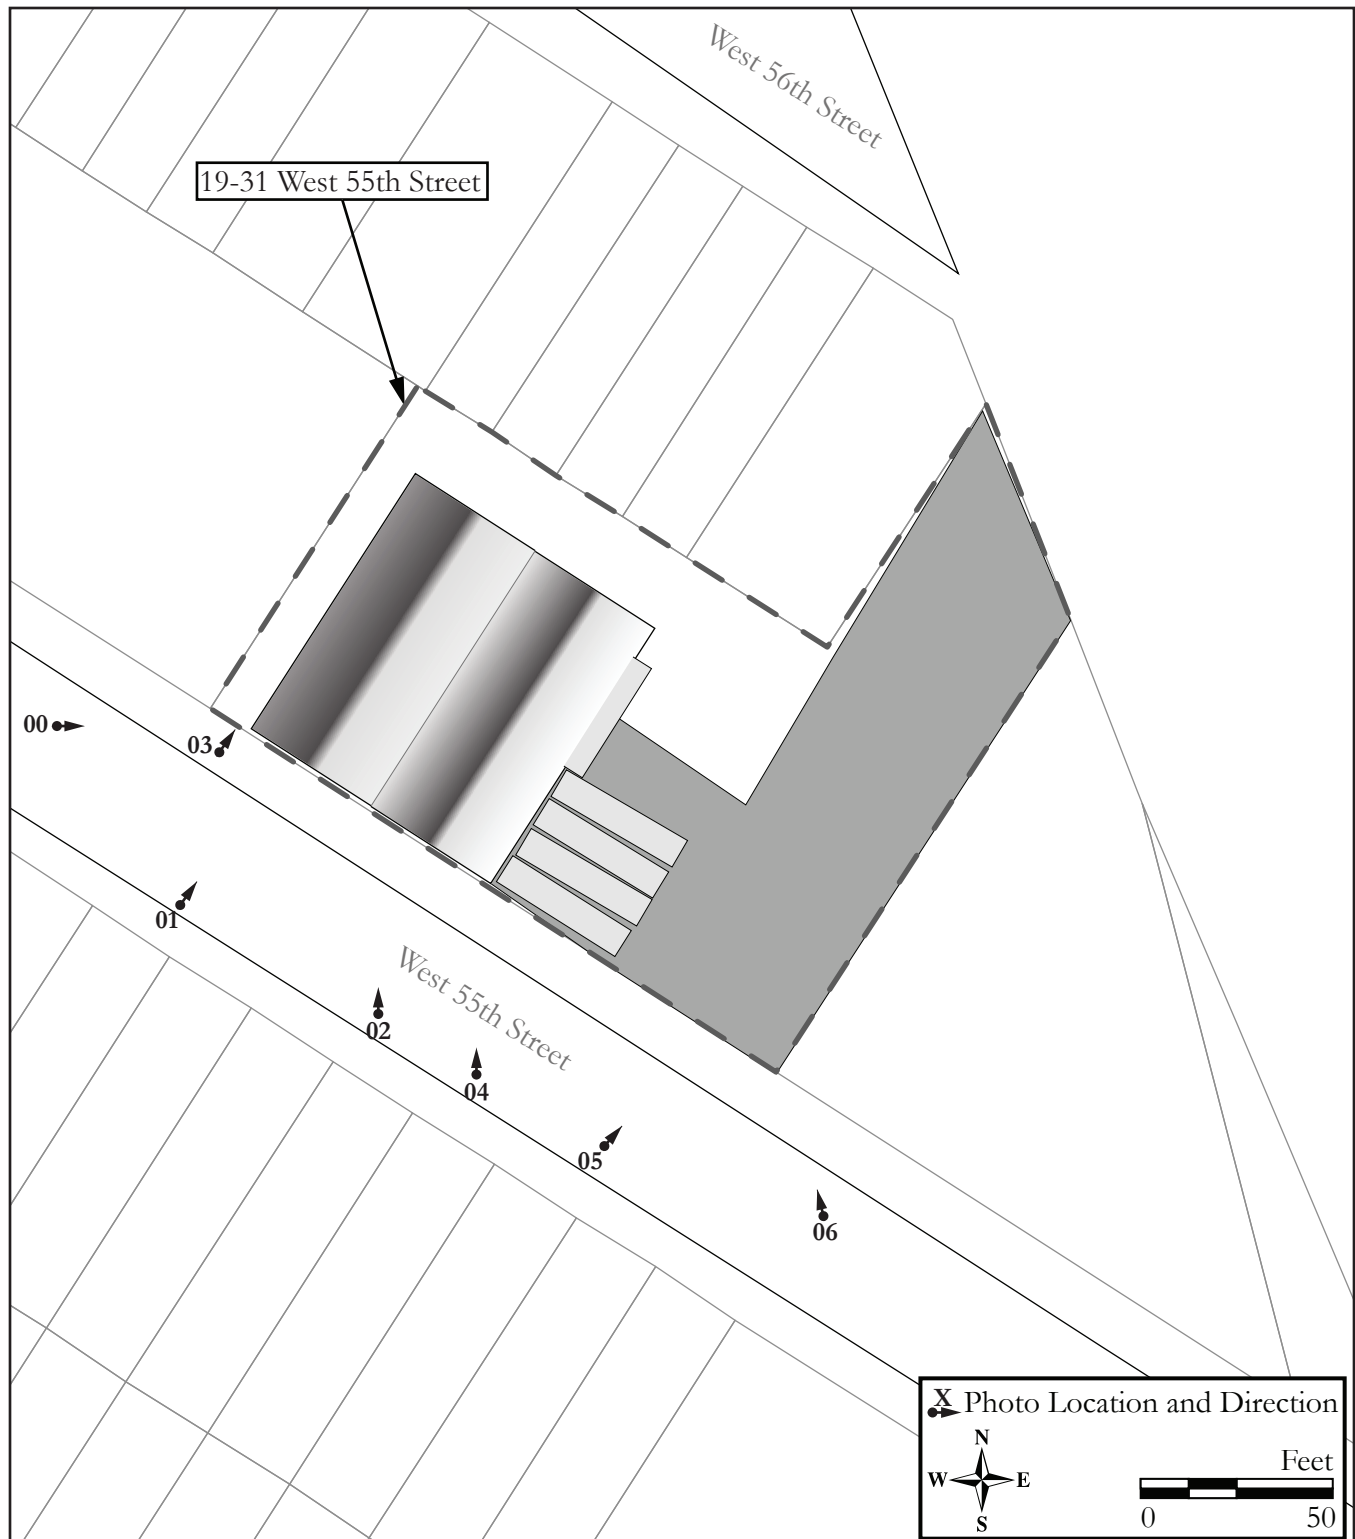 West 56th Street
19-31 West 55th Street
00
03
01
West 55th Street
02
04
05
06
X
Photo Location and Direction
N
W E
S
Feet
0 50